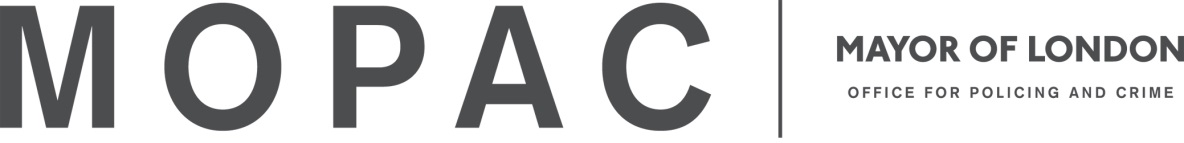 MOPAC
MAYOR OF LONDON
OFFICE FOR POLICING AND CRIME